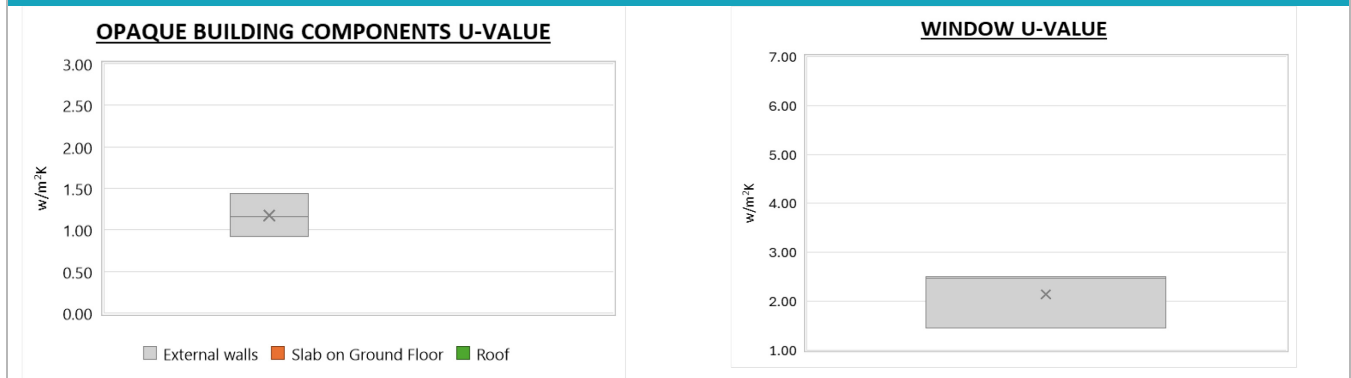 OPAQUE BUILDING COMPONENTS U-VALUE
3.00
2.50
2.00
1.50
1.00
0.50
0.00
w/m²K
External walls Slab on Ground Floor Roof
WINDOW U-VALUE
7.00
6.00
5.00
4.00
3.00
2.00
1.00
w/m²K